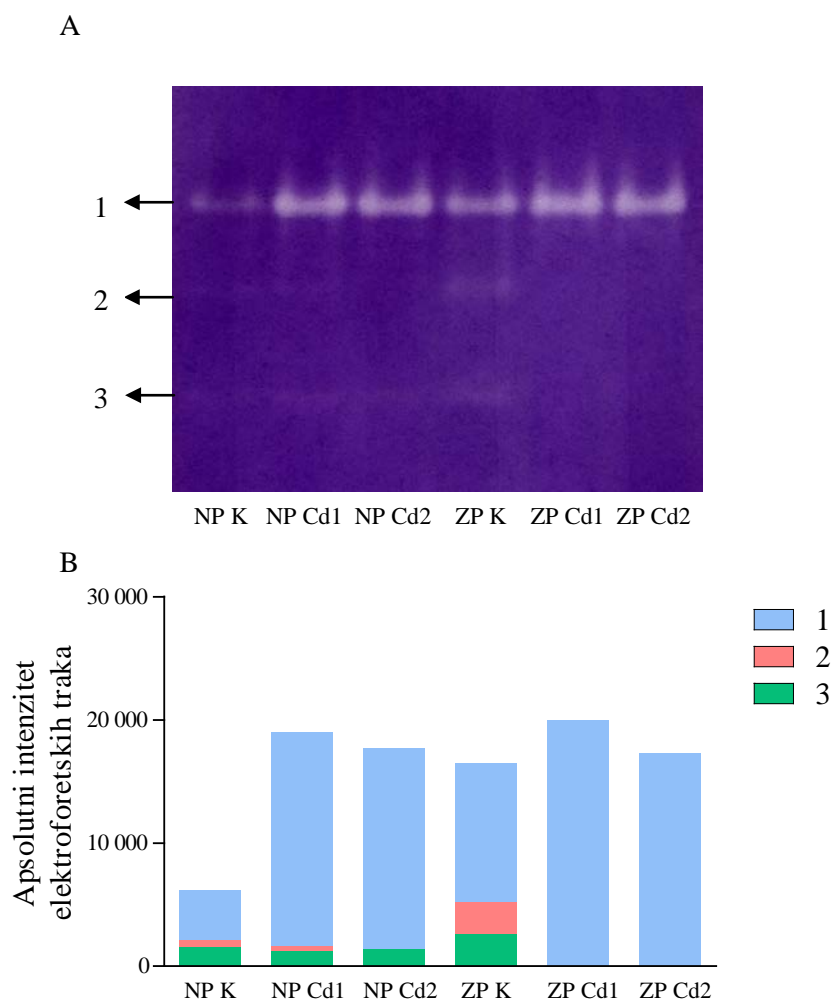 A
1
2
3
NP K NP Cd1 NP Cd2 ZP K ZP Cd1 ZP Cd2
B
Apsolutni intenzitet
elektroforetskih traka
30 000
20 000
10 000
0
NP K NP Cd1 NP Cd2 ZP K ZP Cd1 ZP Cd2
1
2
3